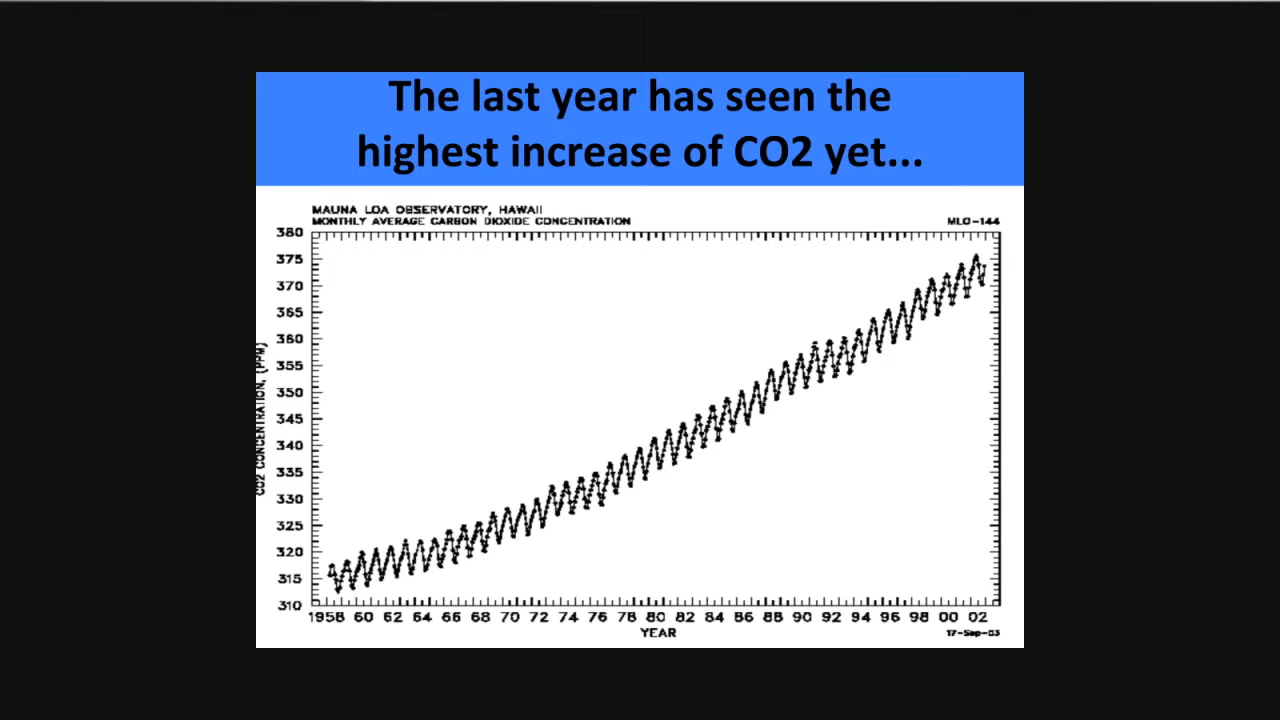 The last year has seen the
highest increase of CO2 yet...
MAUNA LOA OBSERVATORY, HAWAII
MONTHLY AVERAGE CARBON DIOXIDE CONCENTRATION
MLO-144
380
375
370
365
360
355
350
345
340
335
330
325
320
315
310
CO2 CONCENTRATION, (PPM)
1958 60 62 64 66 68 70 72 74 76 78 80 82 84 86 88 90 92 94 96 98 00 02
YEAR
17-Sep-03